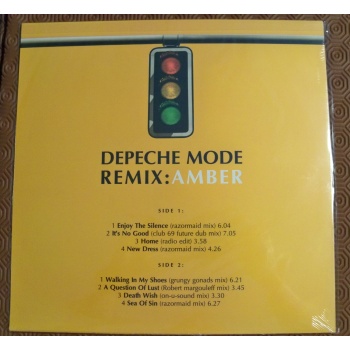 DEPECHE MODE
REMIX:AMBER
SIDE 1:
1 Enjoy The Silence (razormaid mix) 6.04
2 It's No Good (club 69 future dub mix) 7.05
3 Home (radio edit) 3.58
4 New Dress (razormaid mix) 4.26
SIDE 2:
1 Walking In My Shoes (grungy gonads mix) 6.21
2 A Question Of Lust (Robert margouleff mix) 3.45
3 Death Wish (on-u-sound mix) 3.30
4 Sea Of Sin (razormaid mix) 6.27